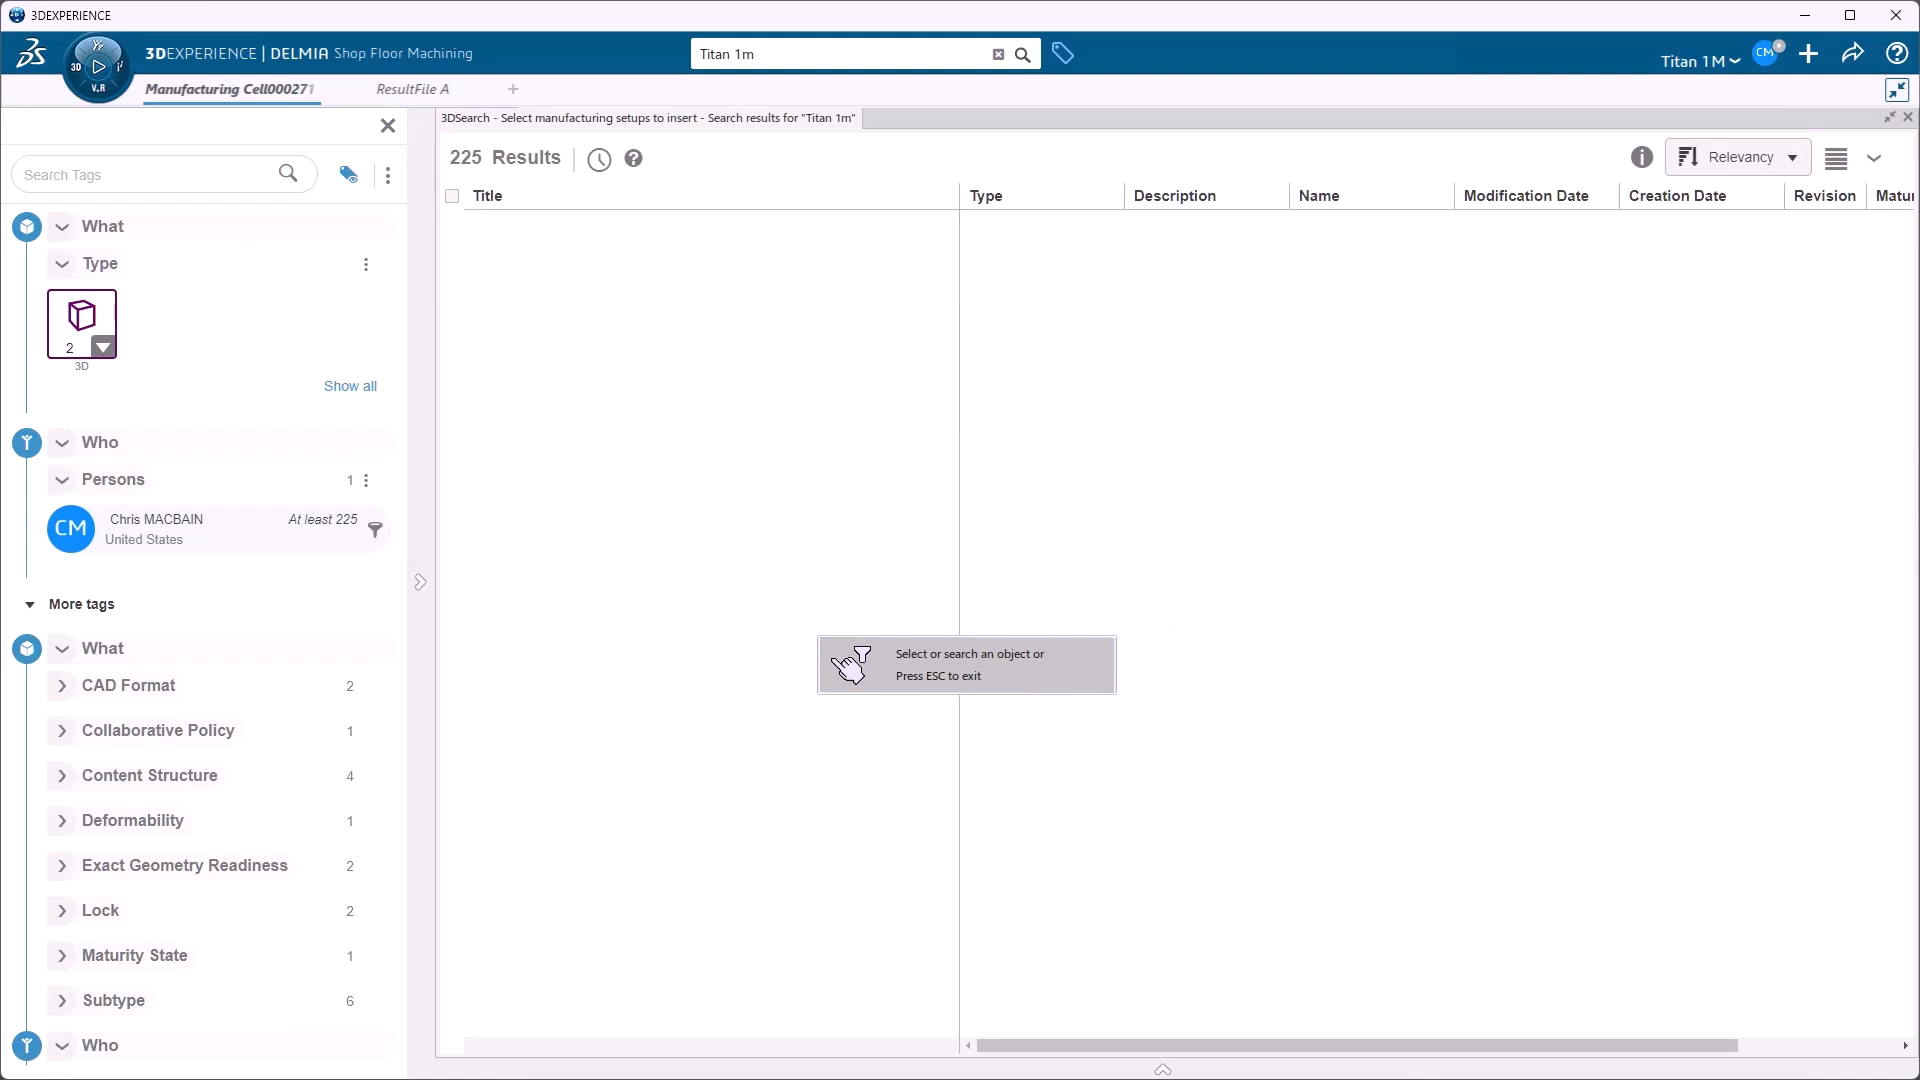 3DEXPERIENCE
3DEXPERIENCE | DELMIA Shop Floor Machining
Titan 1m
Titan 1M
CM
3D
V.R
Manufacturing Cell000271
ResultFile A
3DSearch - Select manufacturing setups to insert - Search results for "Titan 1m"
Search Tags
225 Results
Relevancy
Title
Type
Description
Name
Modification Date
Creation Date
Revision
Matur
What
Type
2
3D
Show all
Who
Persons
1
CM
Chris MACBAIN
At least 225
United States
More tags
What
CAD Format
2
Collaborative Policy
1
Content Structure
4
Deformability
1
Exact Geometry Readiness
2
Lock
2
Maturity State
1
Subtype
6
Who
Select or search an object or
Press ESC to exit